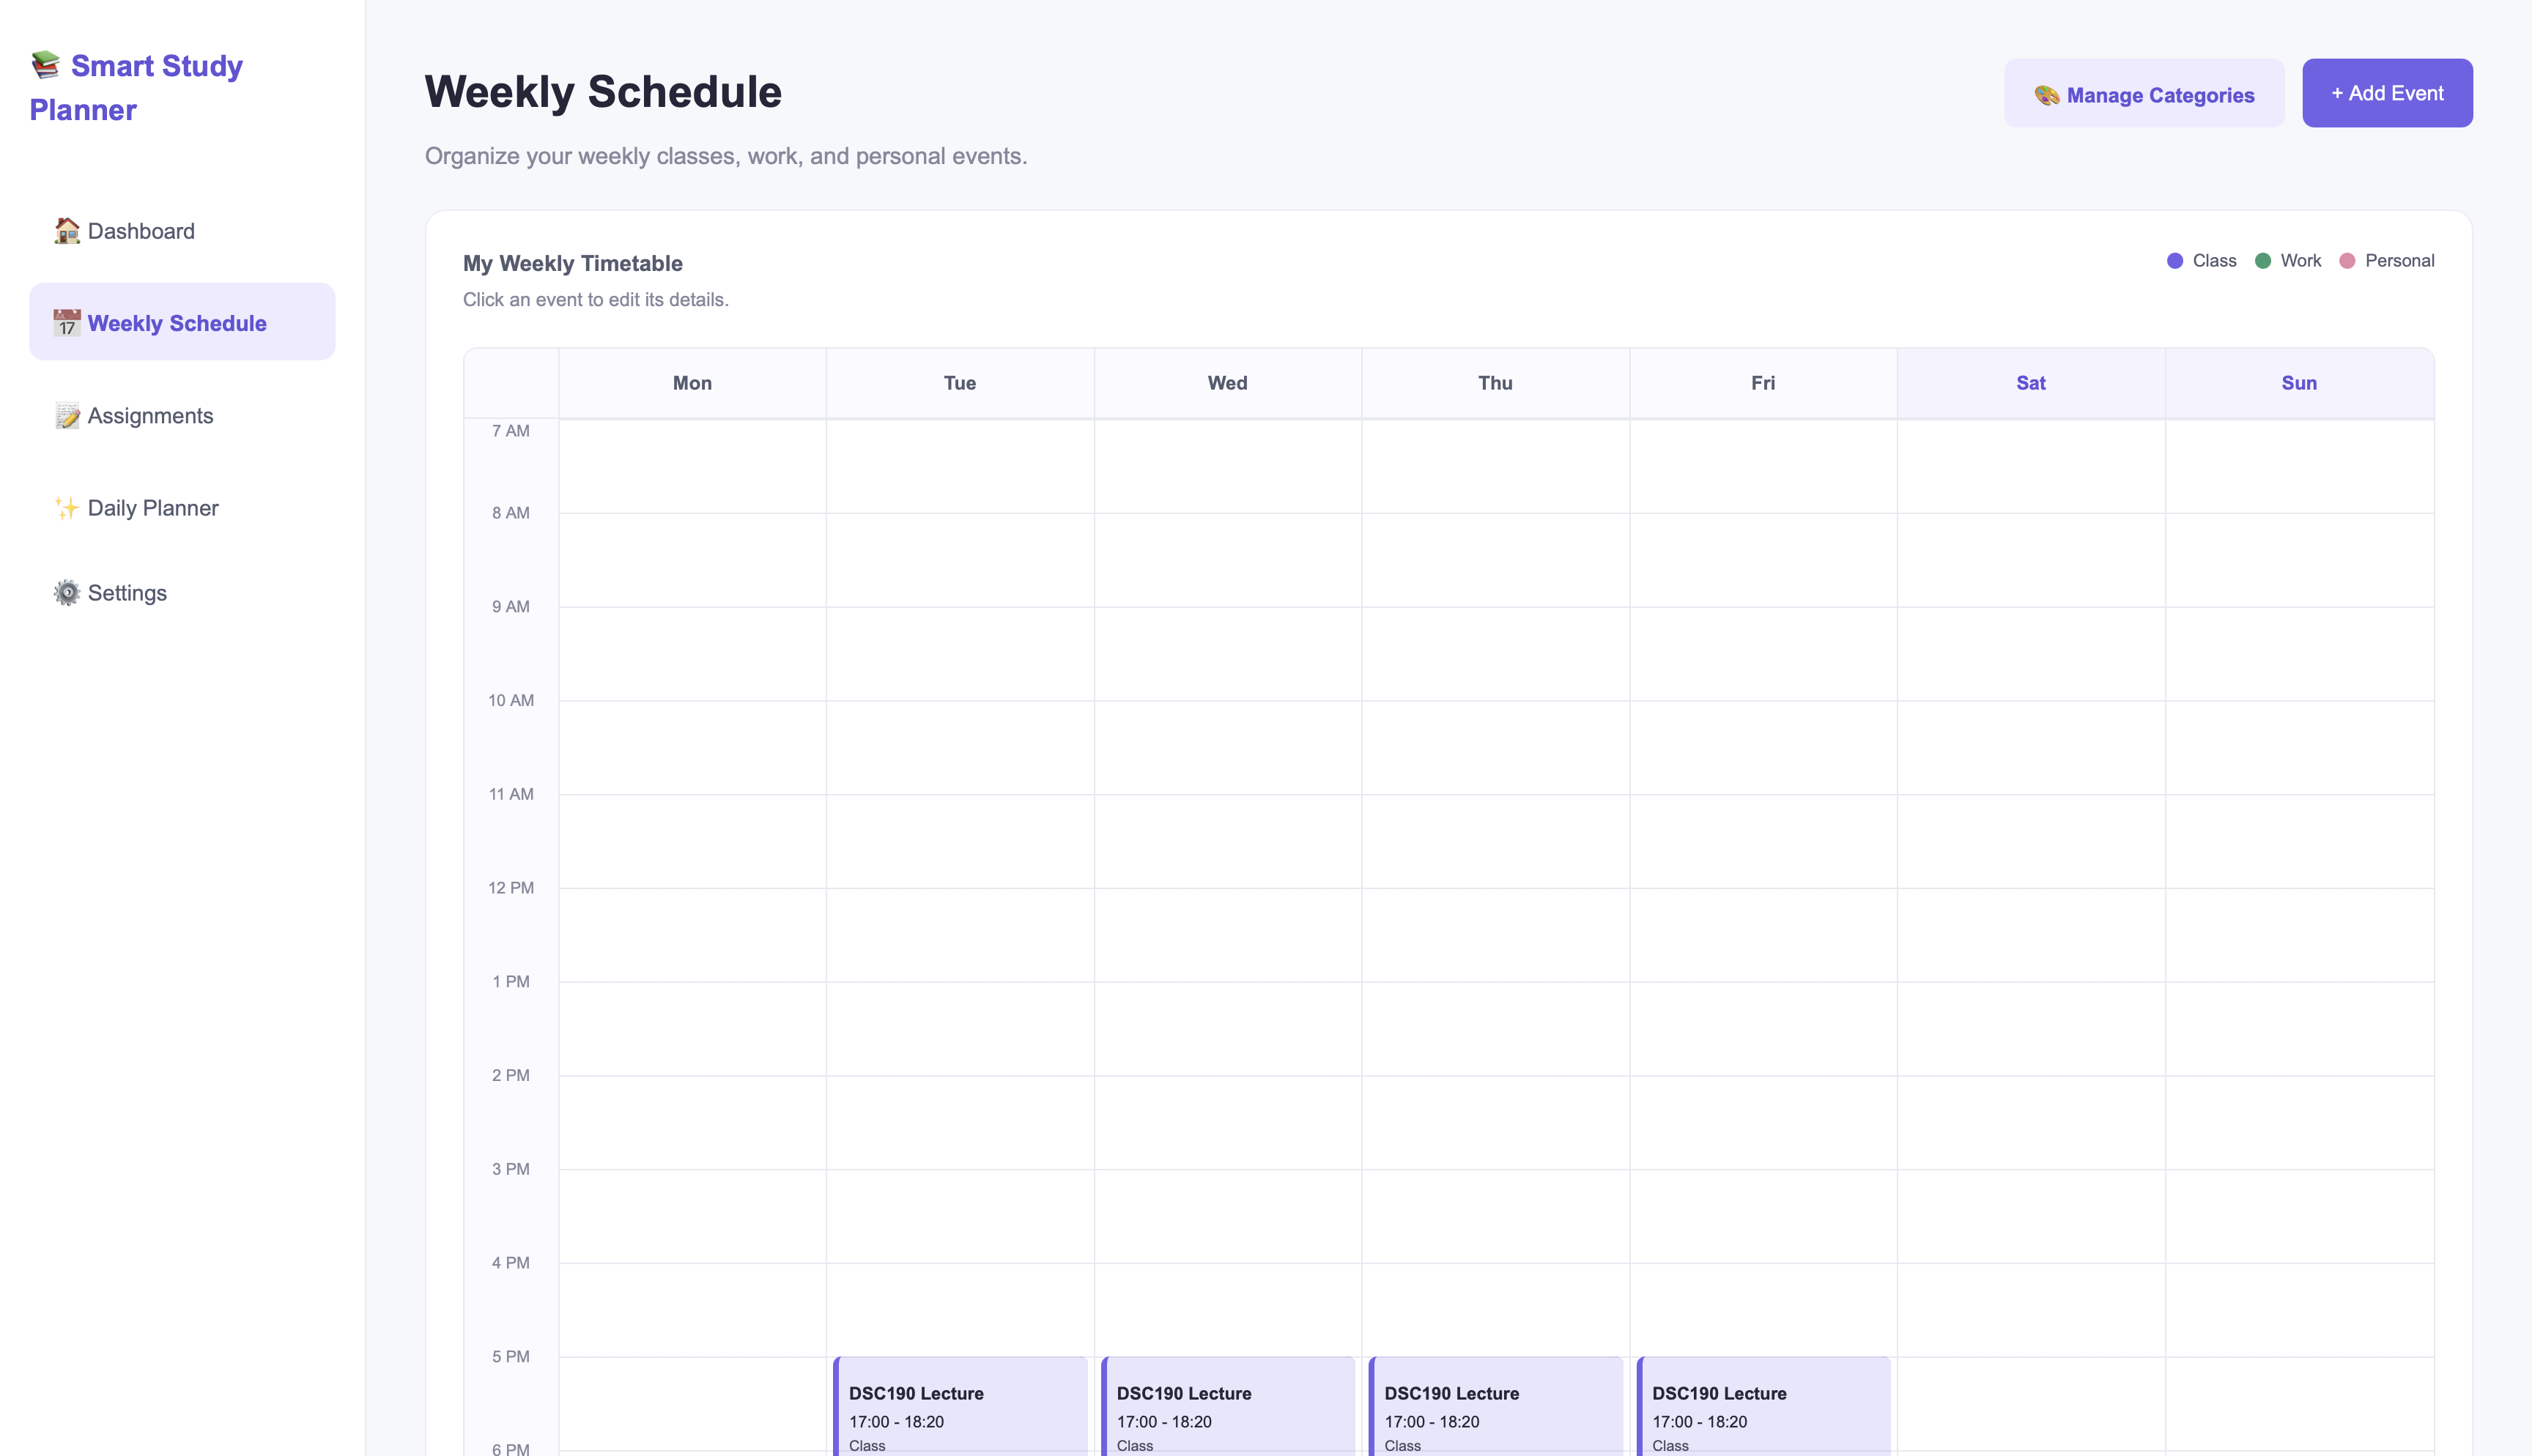 Smart Study
Planner
Dashboard
Weekly Schedule
Assignments
Daily Planner
Settings
Weekly Schedule
Organize your weekly classes, work, and personal events.
Manage Categories
+ Add Event
My Weekly Timetable
Click an event to edit its details.
Class
Work
Personal
Mon
Tue
Wed
Thu
Fri
Sat
Sun
7 AM
8 AM
9 AM
10 AM
11 AM
12 PM
1 PM
2 PM
3 PM
4 PM
5 PM
6 PM
DSC190 Lecture
17:00 - 18:20
Class
DSC190 Lecture
17:00 - 18:20
Class
DSC190 Lecture
17:00 - 18:20
Class
DSC190 Lecture
17:00 - 18:20
Class
17